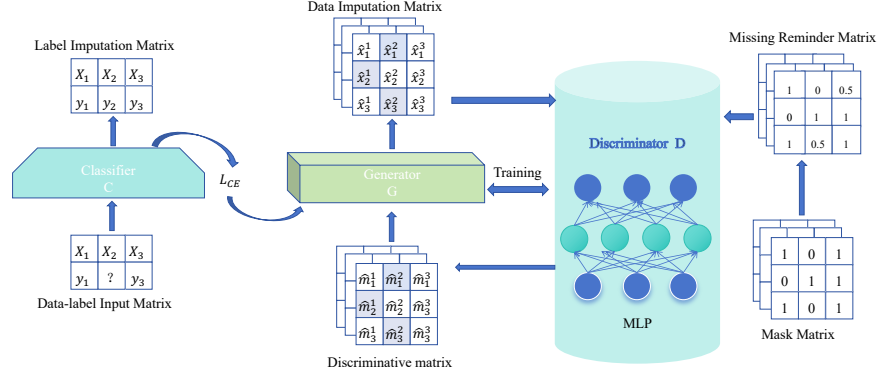 Label Imputation Matrix
X₁ X₂ X₃
y₁ y₂ y₃
Classifier
C
X₁ X₂ X₃
y₁ ? y₃
Data-label Input Matrix
L_CE
Data Imputation Matrix
x̂₁¹ x̂₁² x̂₁³
x̂₂¹ x̂₂² x̂₂³
x̂₃¹ x̂₃² x̂₃³
Generator
G
Training
m̂₁¹ m̂₁² m̂₁³
m̂₂¹ m̂₂² m̂₂³
m̂₃¹ m̂₃² m̂₃³
Discriminative matrix
Discriminator D
MLP
Missing Reminder Matrix
1 0 0.5
0 1 1
1 0.5 1
1 0 1
1 0 1
1 0 1
Mask Matrix